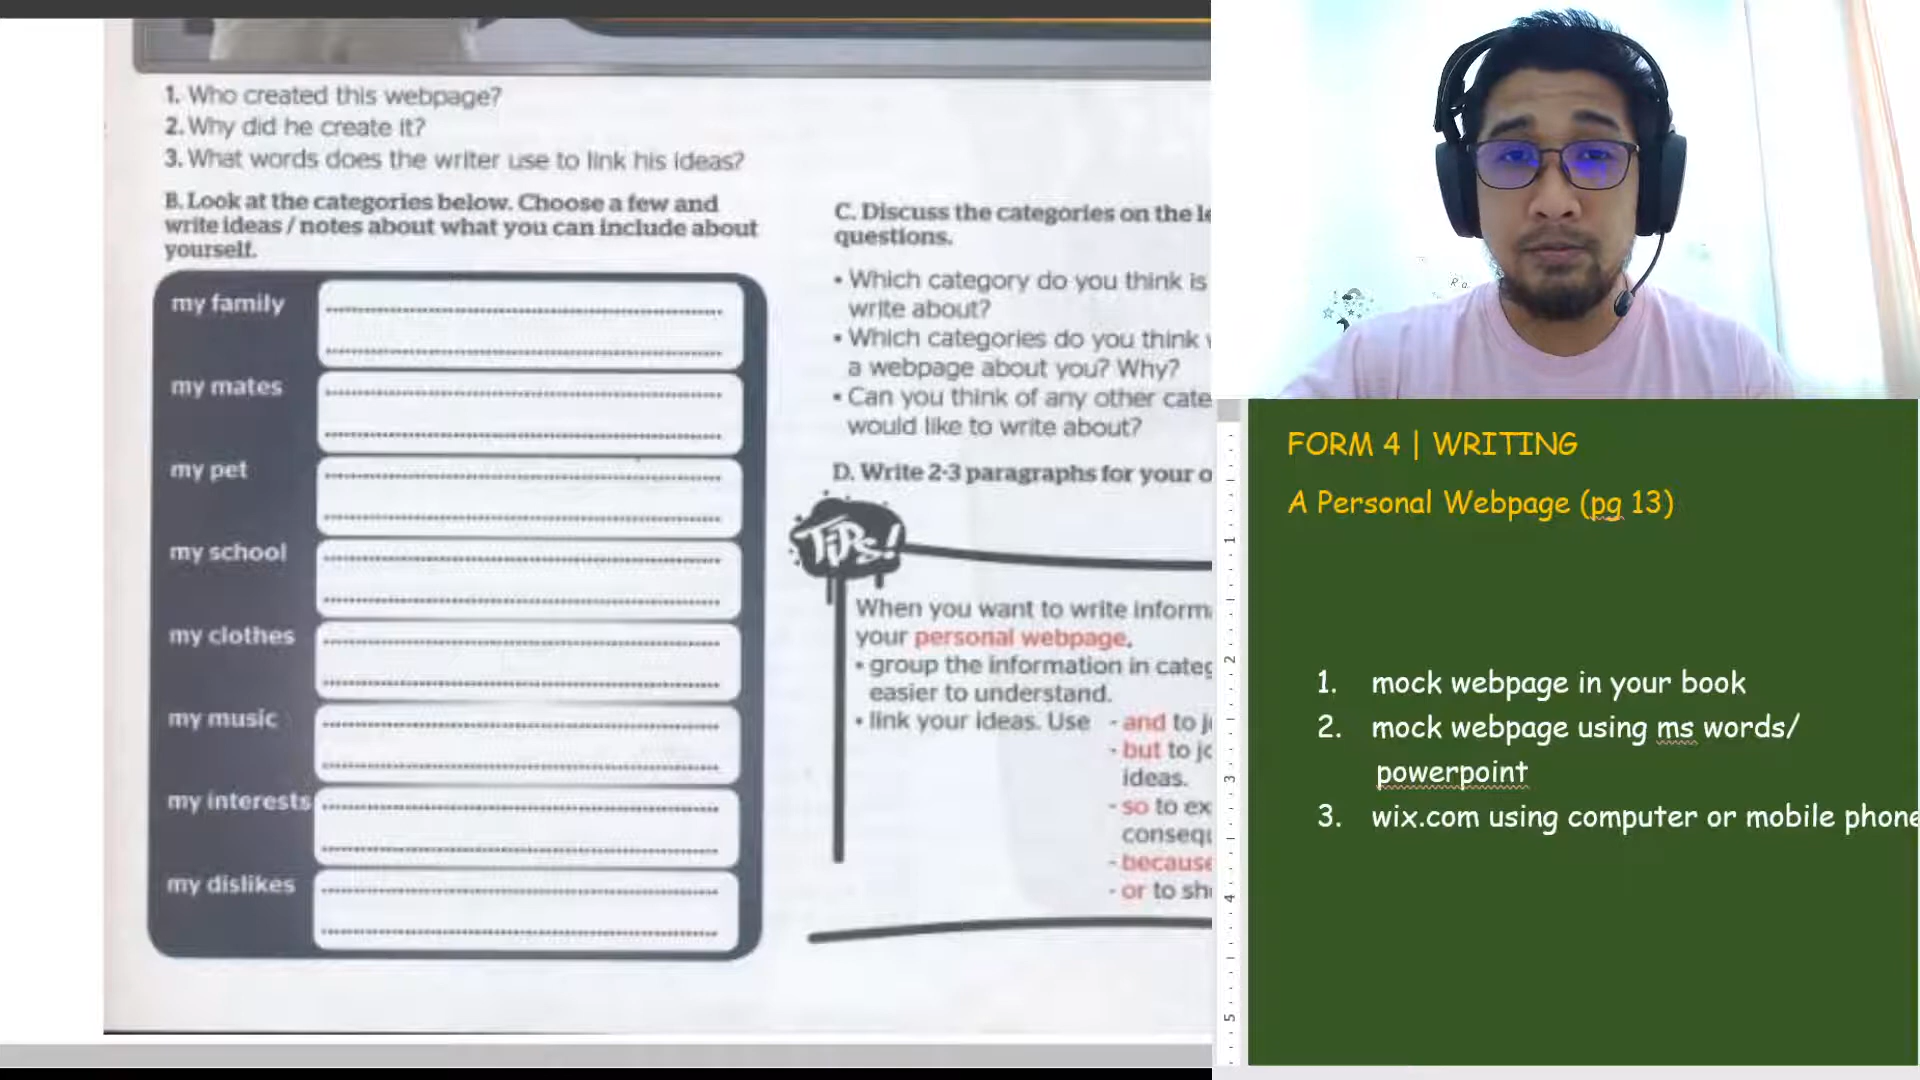 1. Who created this webpage?
2. Why did he create it?
3. What words does the writer use to link his ideas?
B. Look at the categories below. Choose a few and
write ideas / notes about what you can include about
yourself.
my family
my mates
my pet
my school
my clothes
my music
my interests
my dislikes
C. Discuss the categories on the
questions.
• Which category do you think is
write about?
• Which categories do you think
a webpage about you? Why?
• Can you think of any other
would like to write about?
D. Write 2-3 paragraphs for your
TiPs!
When you want to write
your personal webpage.
• group the information in
easier to understand.
• link your ideas. Use - and to
- but to
ideas.
- so to
- because
- or to
FORM 4 | WRITING
A Personal Webpage (pg 13)
1. mock webpage in your book
2. mock webpage using ms words/
powerpoint
3. wix.com using computer or mobile phone